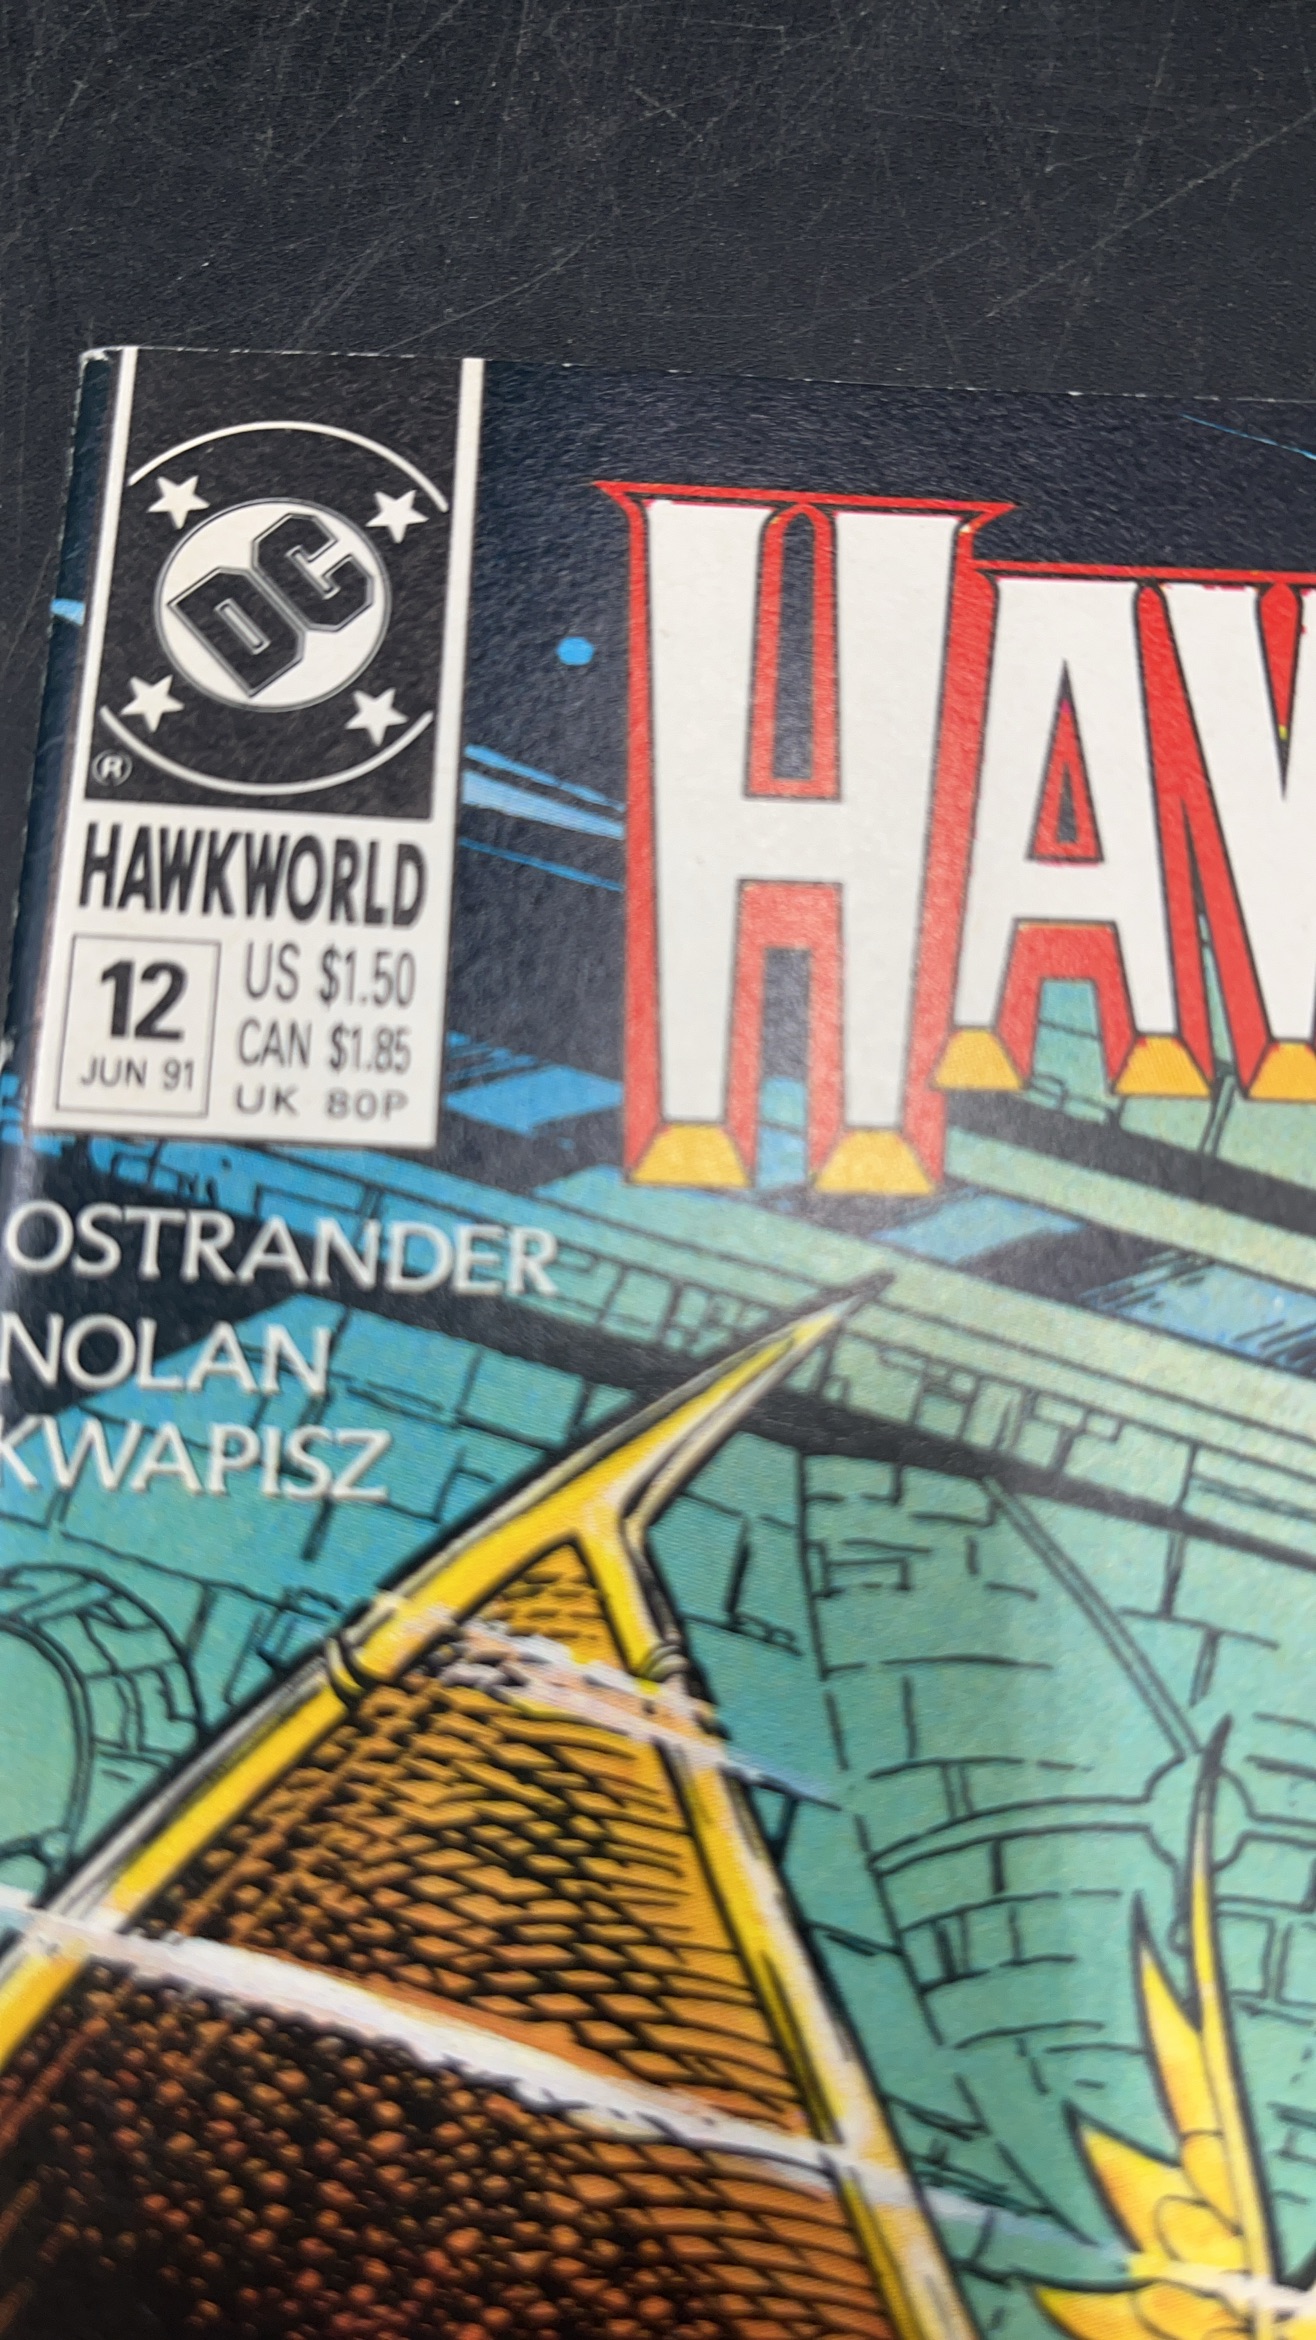 DC
®
HAWKWORLD
12
JUN 91
US $1.50
CAN $1.85
UK 80P
HAW
OSTRANDER
NOLAN
KWAPISZ